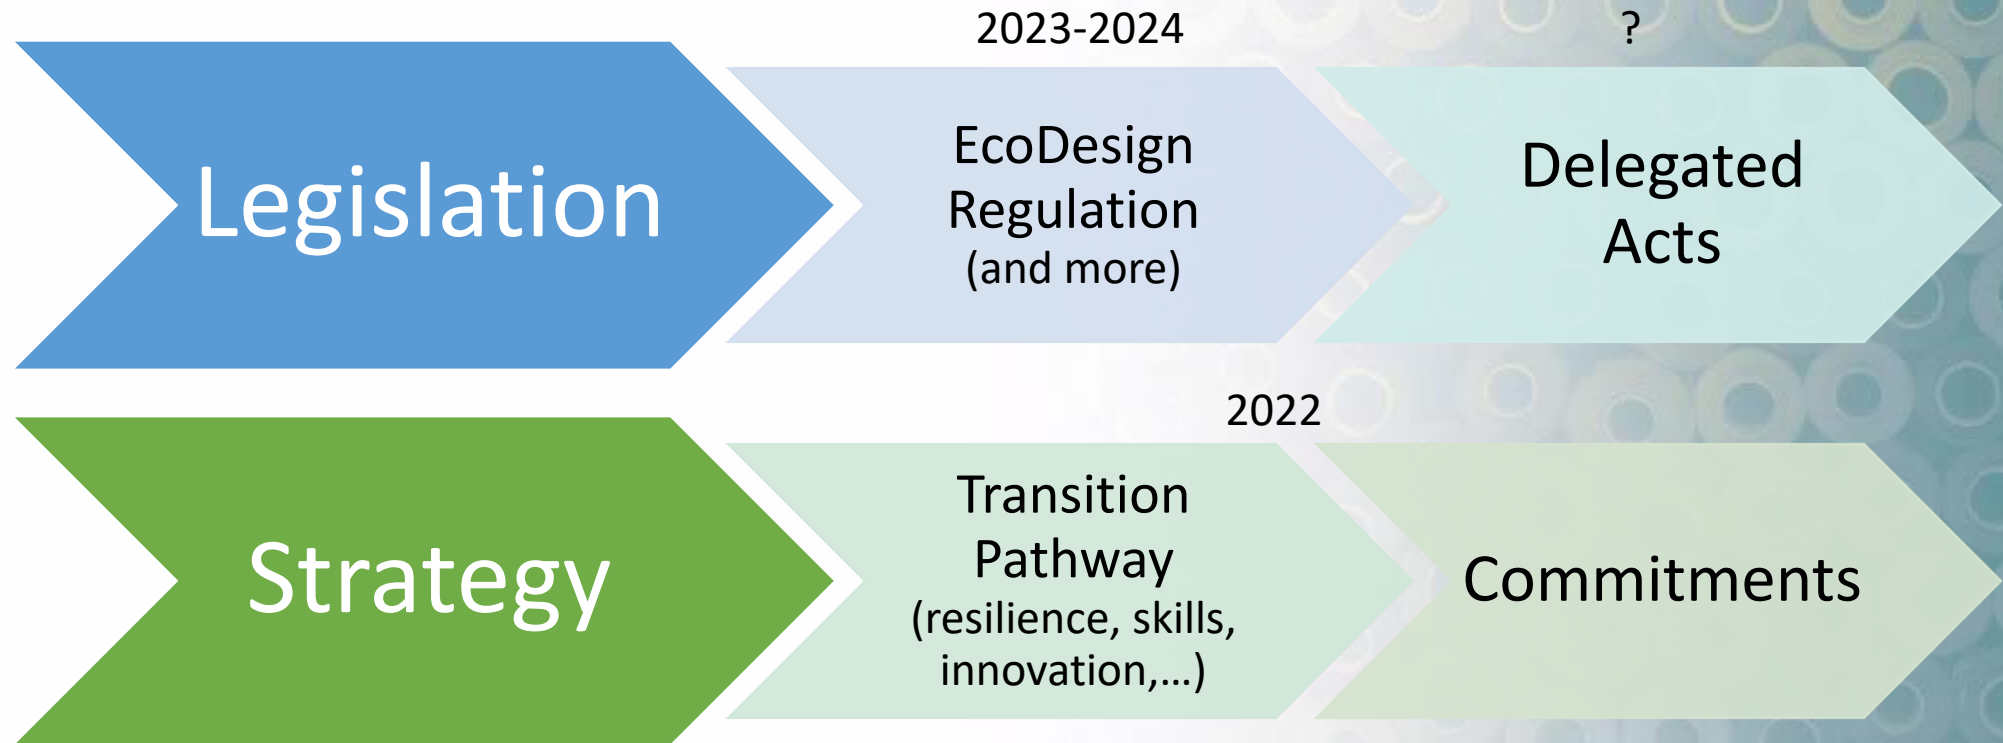 2023-2024
?
Legislation
EcoDesign
Regulation
(and more)
Delegated
Acts
2022
Strategy
Transition
Pathway
(resilience, skills,
innovation,...)
Commitments